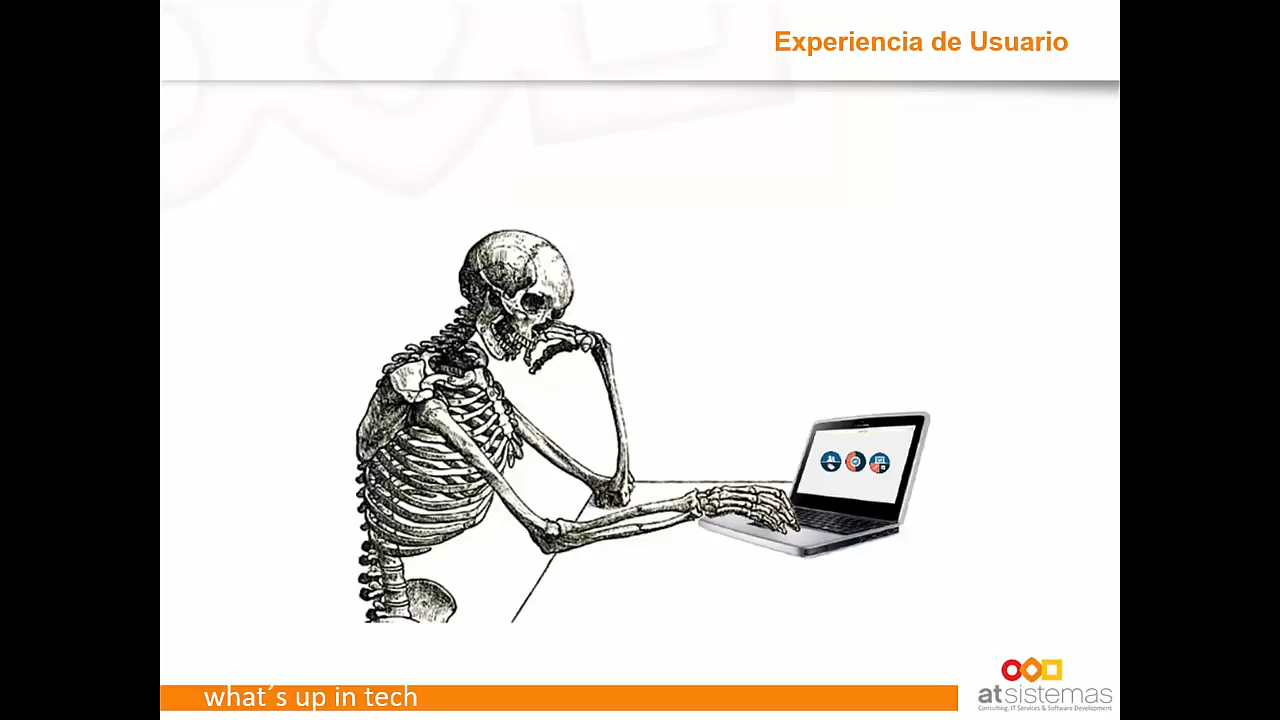 Experiencia de Usuario
what´s up in tech
atsistemas
Consulting, IT Services & Software Development